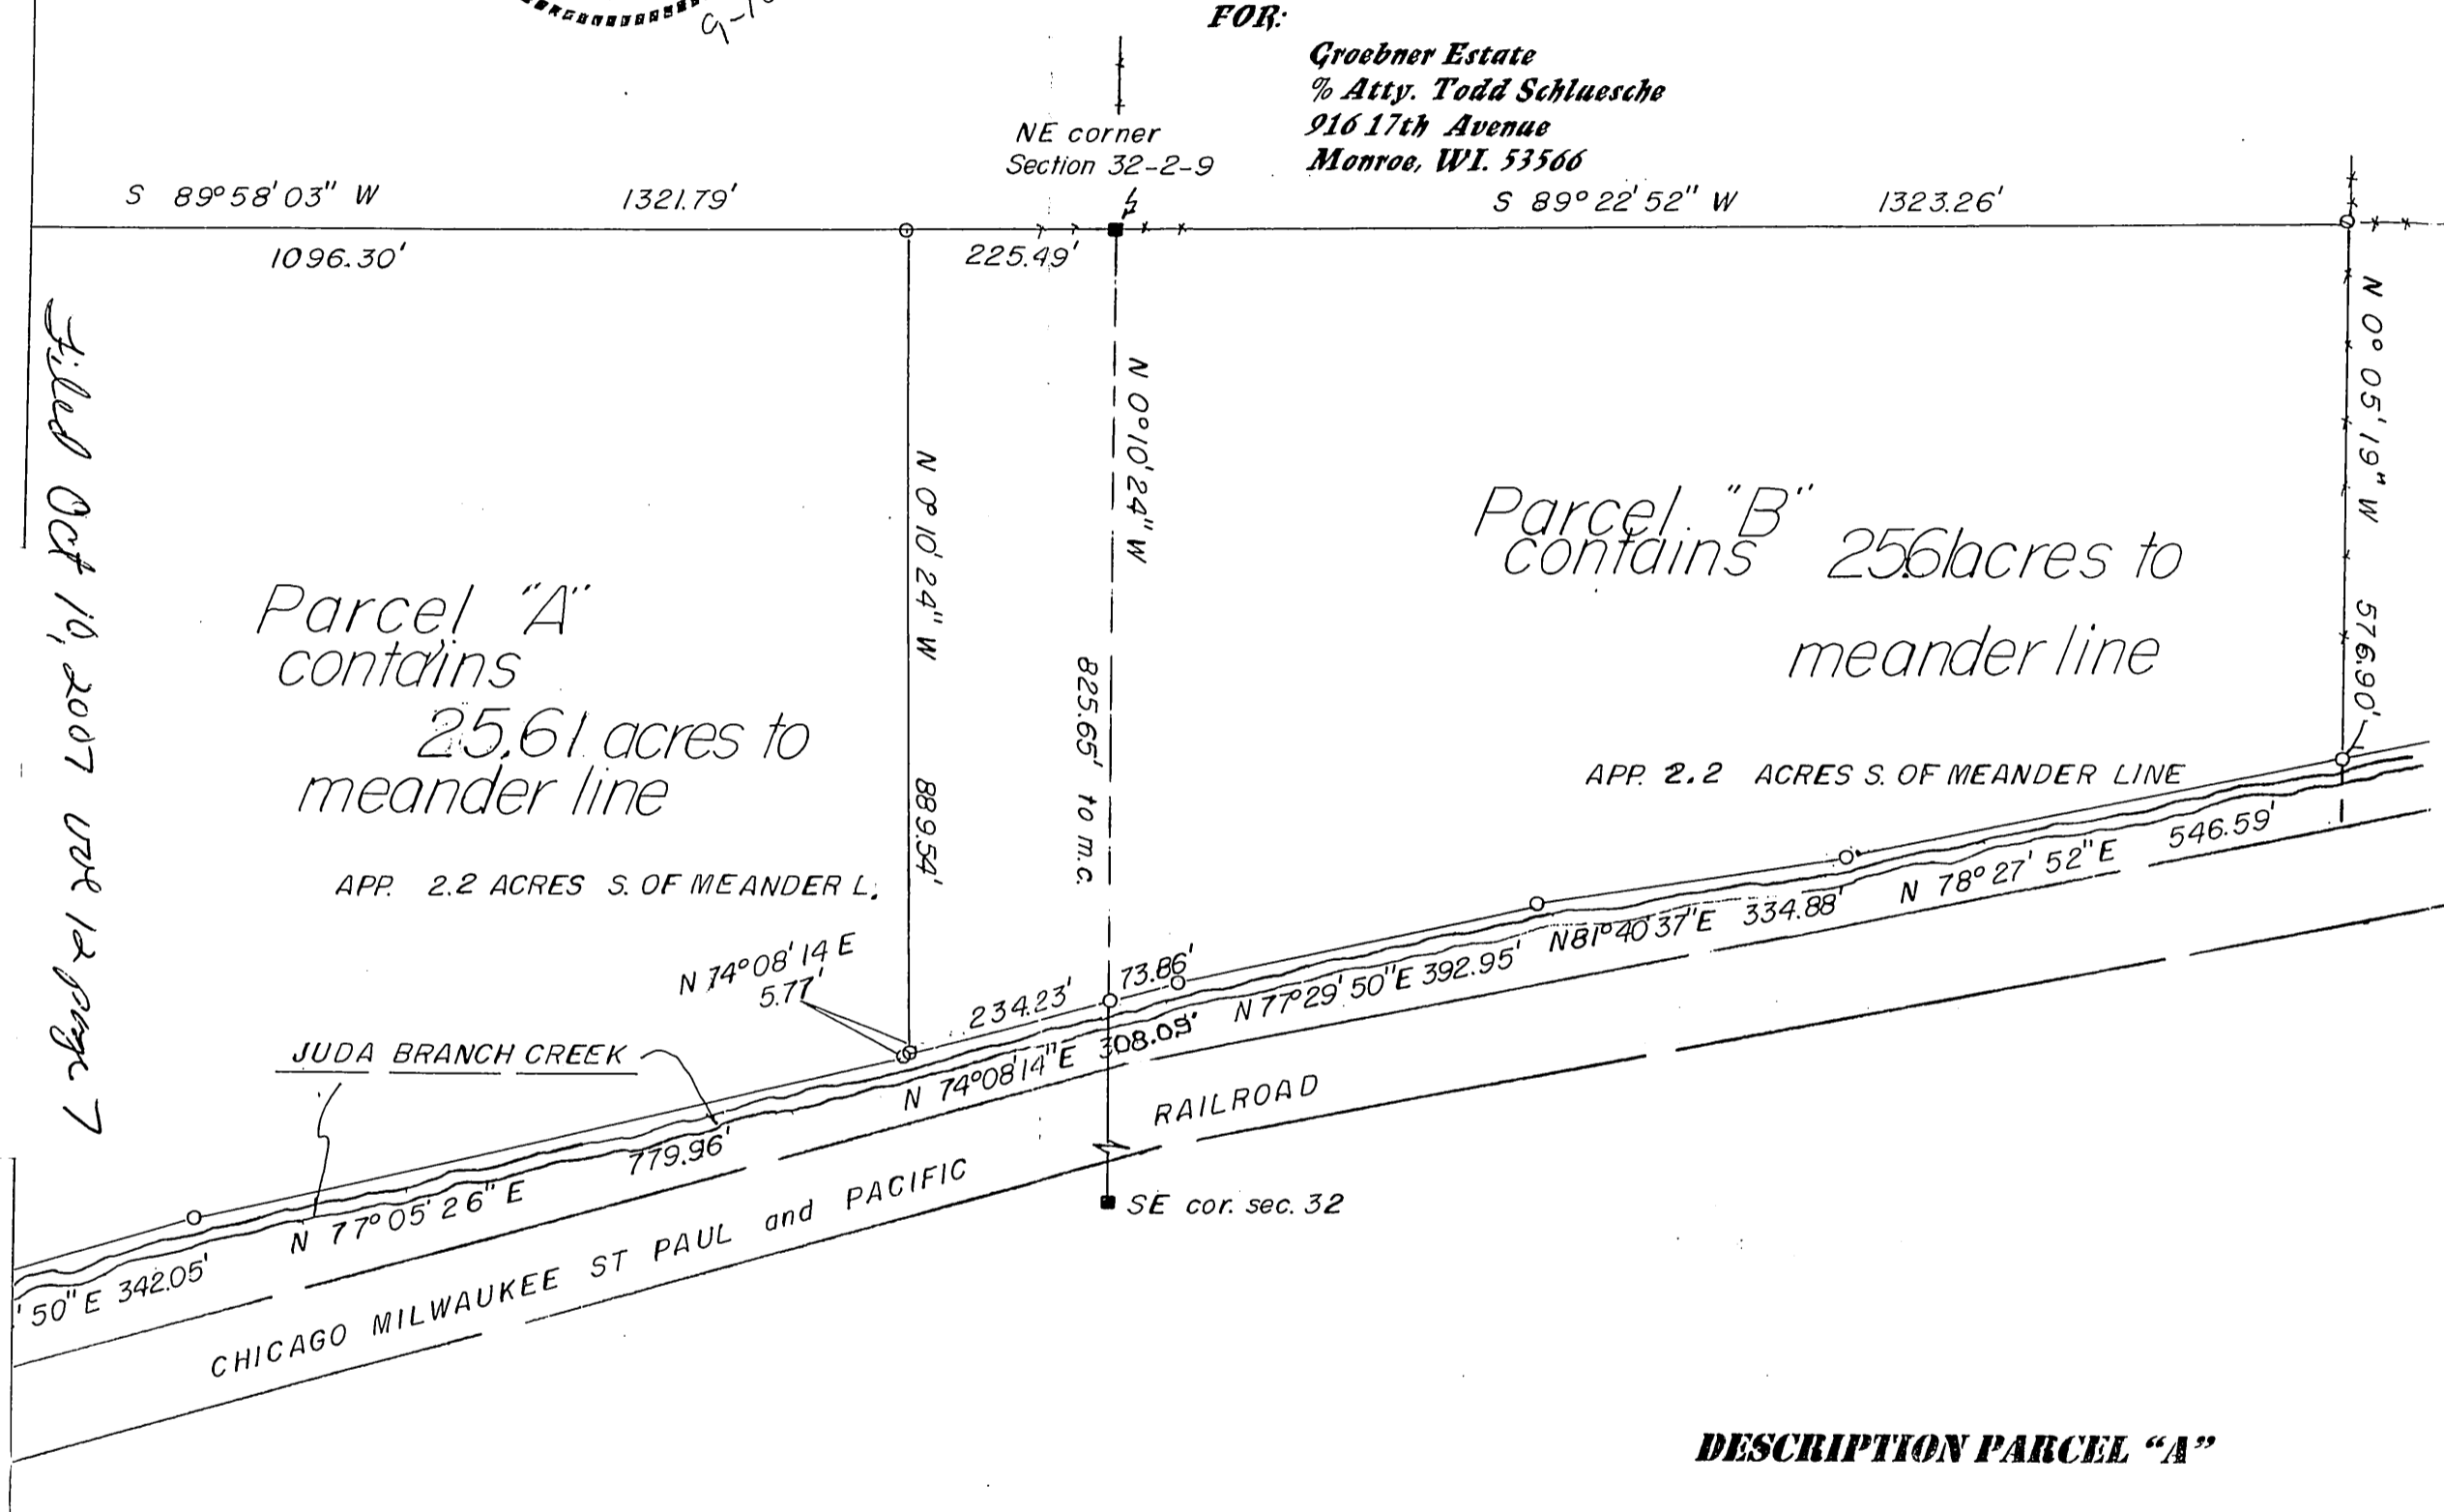 FOR:
Groebner Estate
% Atty. Todd Schluesche
916 17th Avenue
Monroe, WI. 53566
NE corner
Section 32-2-9
S 89°58'03" W 1321.79'
S 89°22'52" W 1323.26'
1096.30'
225.49'
N 0°05'19" W 576.90'
N 0°10'24" W
825.65' to m.c.
N 0°10'24" W 889.54'
Filed Oct 10, 2007 Vol 12 page 7
Parcel "A"
contains
25.61 acres to
meander line
APP. 2.2 ACRES S. OF MEANDER L.
Parcel "B"
contains 25.61 acres to
meander line
APP. 2.2 ACRES S. OF MEANDER LINE
N 74°08'14 E
5.77'
234.23'
73.86'
JUDA BRANCH CREEK
'50" E 342.05'
N 77°05'26" E 779.96'
N 74°08'14" E 308.09'
N 77°29'50" E 392.95'
N 81°40'37" E 334.88'
N 78°27'52" E 546.59'
CHICAGO MILWAUKEE ST PAUL and PACIFIC RAILROAD
SE cor. sec. 32
DESCRIPTION PARCEL "A"